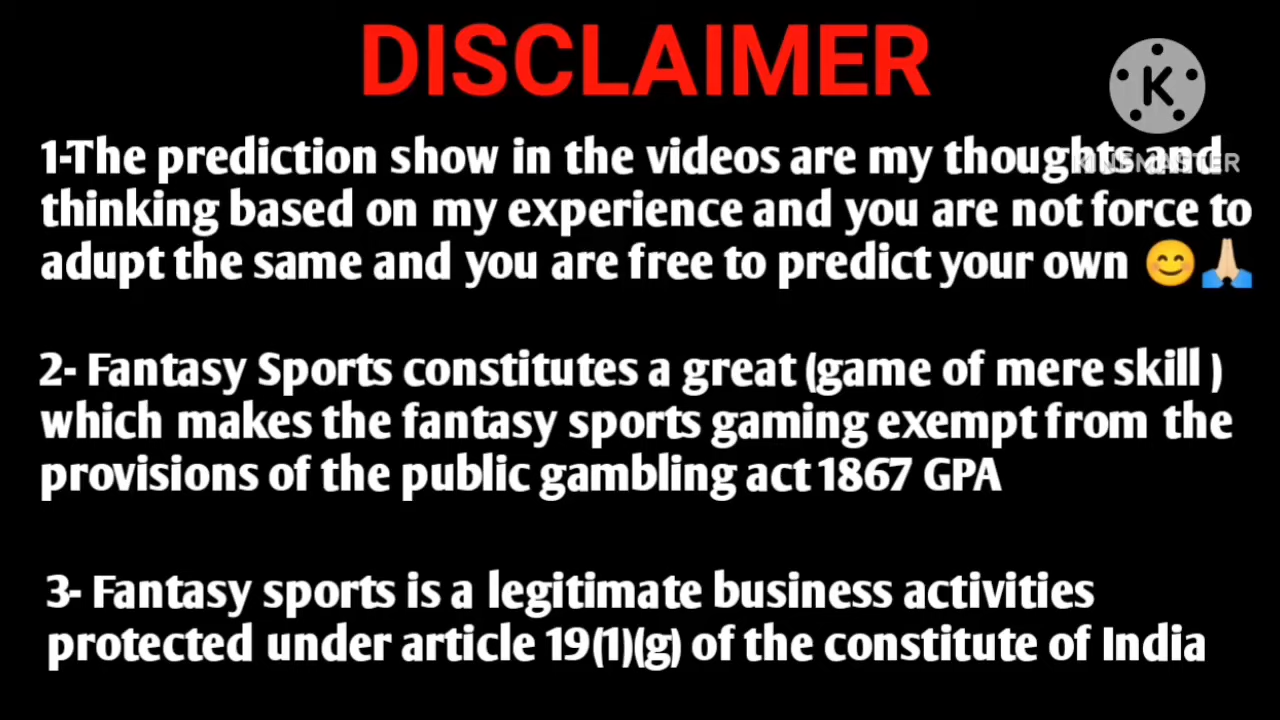 DISCLAIMER
K
KINEMASTER
1-The prediction show in the videos are my thoughts and
thinking based on my experience and you are not force to
adupt the same and you are free to predict your own 😊🙏🏼
2- Fantasy Sports constitutes a great (game of mere skill )
which makes the fantasy sports gaming exempt from the
provisions of the public gambling act 1867 GPA
3- Fantasy sports is a legitimate business activities
protected under article 19(1)(g) of the constitute of India